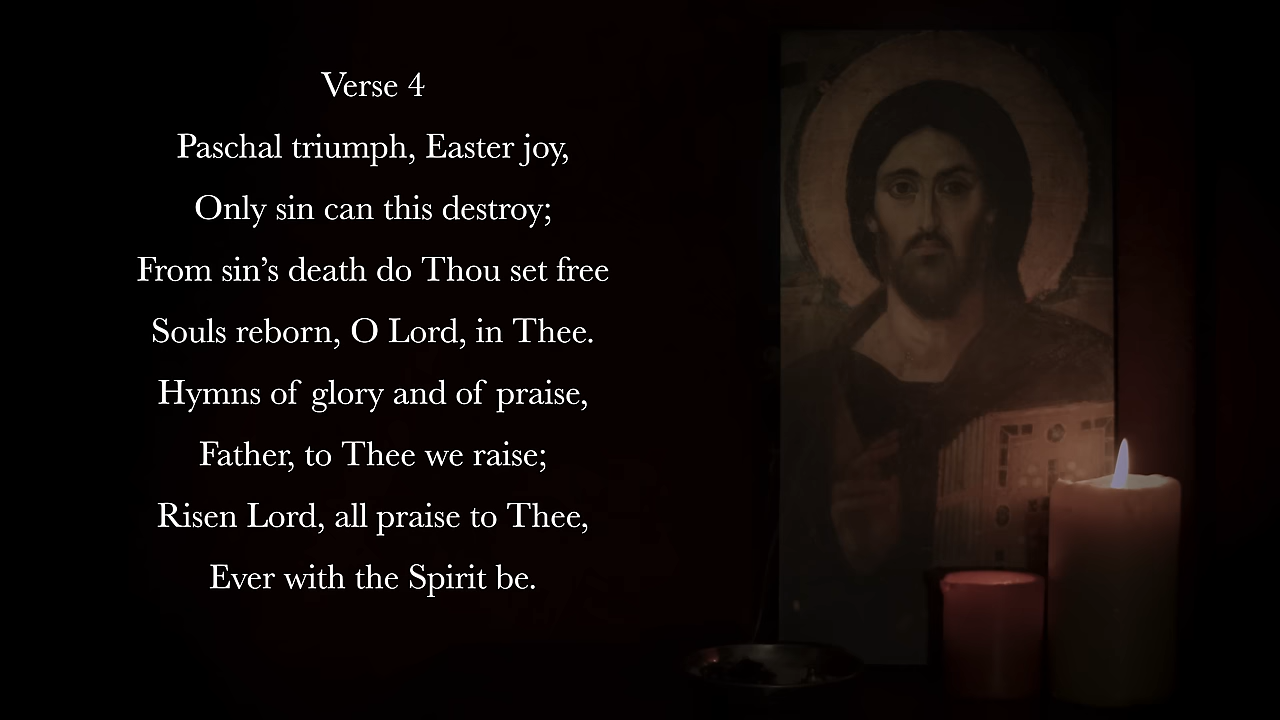 Verse 4
Paschal triumph, Easter joy,
Only sin can this destroy;
From sin’s death do Thou set free
Souls reborn, O Lord, in Thee.
Hymns of glory and of praise,
Father, to Thee we raise;
Risen Lord, all praise to Thee,
Ever with the Spirit be.